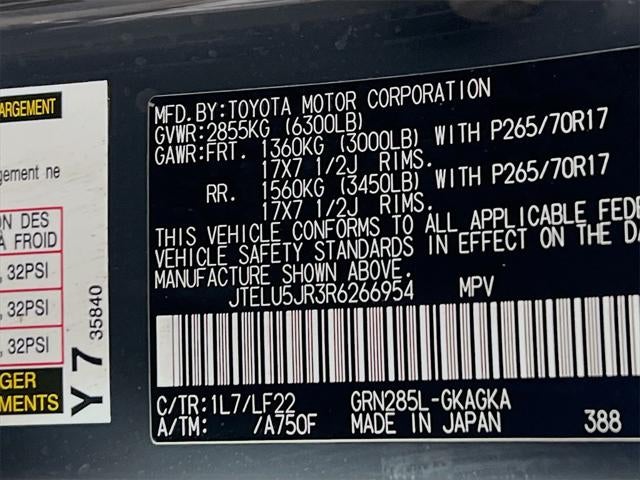 ARGEMENT
gement ne
ON DES
À FROID
, 32PSI
, 32PSI
, 32PSI
GER
EMENTS
Y7
35840
MFD.BY:TOYOTA MOTOR CORPORATION
GVWR:2855KG (6300LB)
GAWR:FRT. 1360KG (3000LB) WITH P265/70R17
17X7 1/2J RIMS.
RR. 1560KG (3450LB) WITH P265/70R17
17X7 1/2J RIMS.
THIS VEHICLE CONFORMS TO ALL APPLICABLE FEDE
VEHICLE SAFETY STANDARDS IN EFFECT ON THE DA
MANUFACTURE SHOWN ABOVE.
JTELU5JR3R6266954 MPV
C/TR:1L7/LF22 GRN285L-GKAGKA
A/TM: /A750F MADE IN JAPAN 388